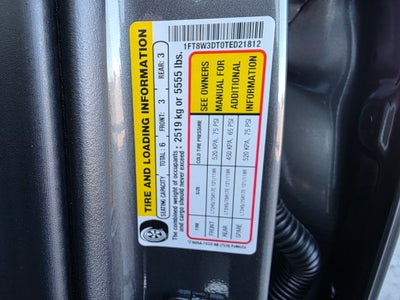 1FT8W3DT0TED21812
TIRE AND LOADING INFORMATION
SEATING CAPACITY TOTAL: 6 FRONT: 3 REAR: 3
The combined weight of occupants
and cargo should never exceed : 2519 kg or 5555 lbs.
TIRE SIZE COLD TIRE PRESSURE
FRONT 520 KPA, 75 PSI
REAR 450 KPA, 65 PSI
SPARE 520 KPA, 75 PSI
SEE OWNERS
MANUAL FOR
ADDITIONAL
INFORMATION